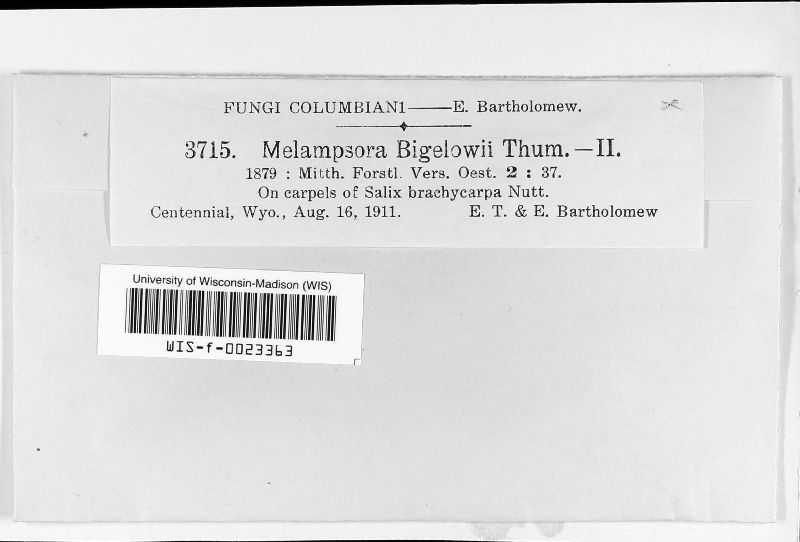 FUNGI COLUMBIANI——E. Bartholomew.
3715. Melampsora Bigelowii Thum.—II.
1879 : Mitth. Forstl. Vers. Oest. 2 : 37.
On carpels of Salix brachycarpa Nutt.
Centennial, Wyo., Aug. 16, 1911. E. T. & E. Bartholomew
University of Wisconsin-Madison (WIS)
WIS-f-0023363